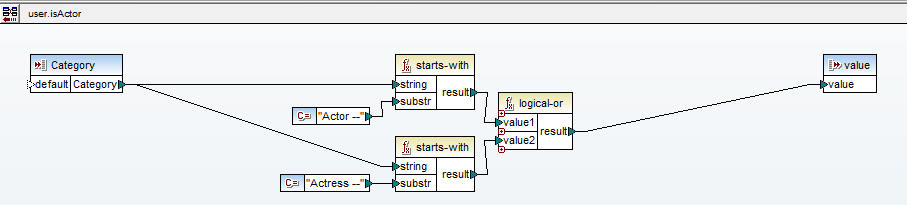 user.isActor
Category
default Category
starts-with
string
substr
result
C= "Actor --"
logical-or
value1
value2
result
starts-with
string
substr
result
C= "Actress --"
value
value